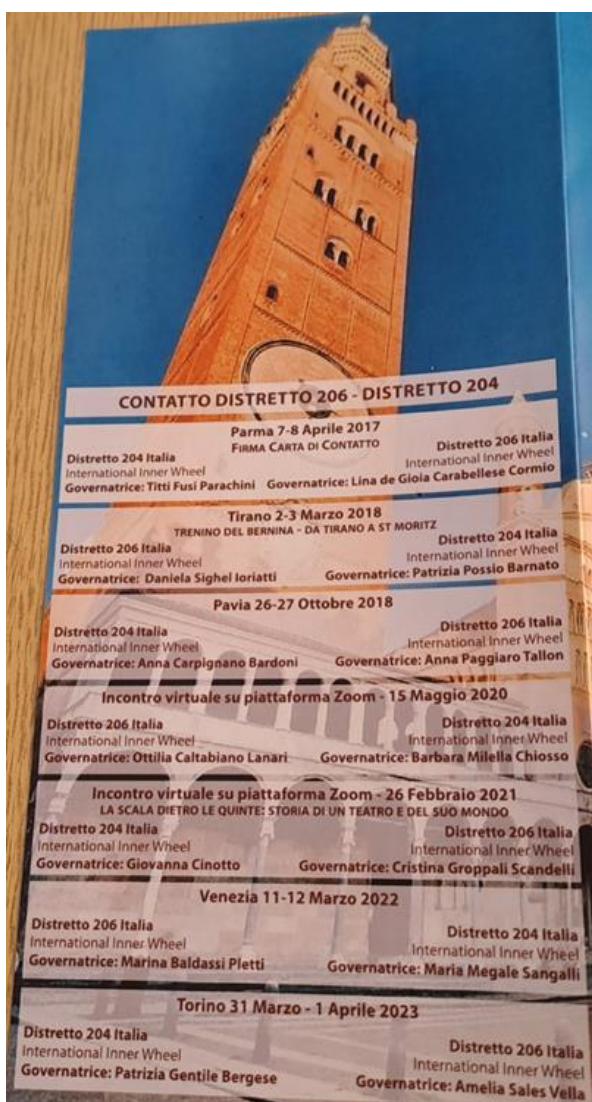 CONTATTO DISTRETTO 206 - DISTRETTO 204
Parma 7-8 Aprile 2017
FIRMA CARTA DI CONTATTO
Distretto 204 Italia
International Inner Wheel
Governatrice: Titti Fusi Parachini
Distretto 206 Italia
International Inner Wheel
Governatrice: Lina de Gioia Carabellese Cormio
Tirano 2-3 Marzo 2018
TRENINO DEL BERNINA - DA TIRANO A ST MORITZ
Distretto 206 Italia
International Inner Wheel
Governatrice: Daniela Sighel Ioriatti
Distretto 204 Italia
International Inner Wheel
Governatrice: Patrizia Possio Barnato
Pavia 26-27 Ottobre 2018
Distretto 204 Italia
International Inner Wheel
Governatrice: Anna Carpignano Bardoni
Distretto 206 Italia
International Inner Wheel
Governatrice: Anna Paggiaro Tallon
Incontro virtuale su piattaforma Zoom - 15 Maggio 2020
Distretto 206 Italia
International Inner Wheel
Governatrice: Ottilia Caltabiano Lanari
Distretto 204 Italia
International Inner Wheel
Governatrice: Barbara Milella Chiosso
Incontro virtuale su piattaforma Zoom - 26 Febbraio 2021
LA SCALA DIETRO LE QUINTE: STORIA DI UN TEATRO E DEL SUO MONDO
Distretto 204 Italia
International Inner Wheel
Governatrice: Giovanna Cinotto
Distretto 206 Italia
International Inner Wheel
Governatrice: Cristina Groppali Scandelli
Venezia 11-12 Marzo 2022
Distretto 206 Italia
International Inner Wheel
Governatrice: Marina Baldassi Pletti
Distretto 204 Italia
International Inner Wheel
Governatrice: Maria Megale Sangalli
Torino 31 Marzo - 1 Aprile 2023
Distretto 204 Italia
International Inner Wheel
Governatrice: Patrizia Gentile Bergese
Distretto 206 Italia
International Inner Wheel
Governatrice: Amelia Sales Vella